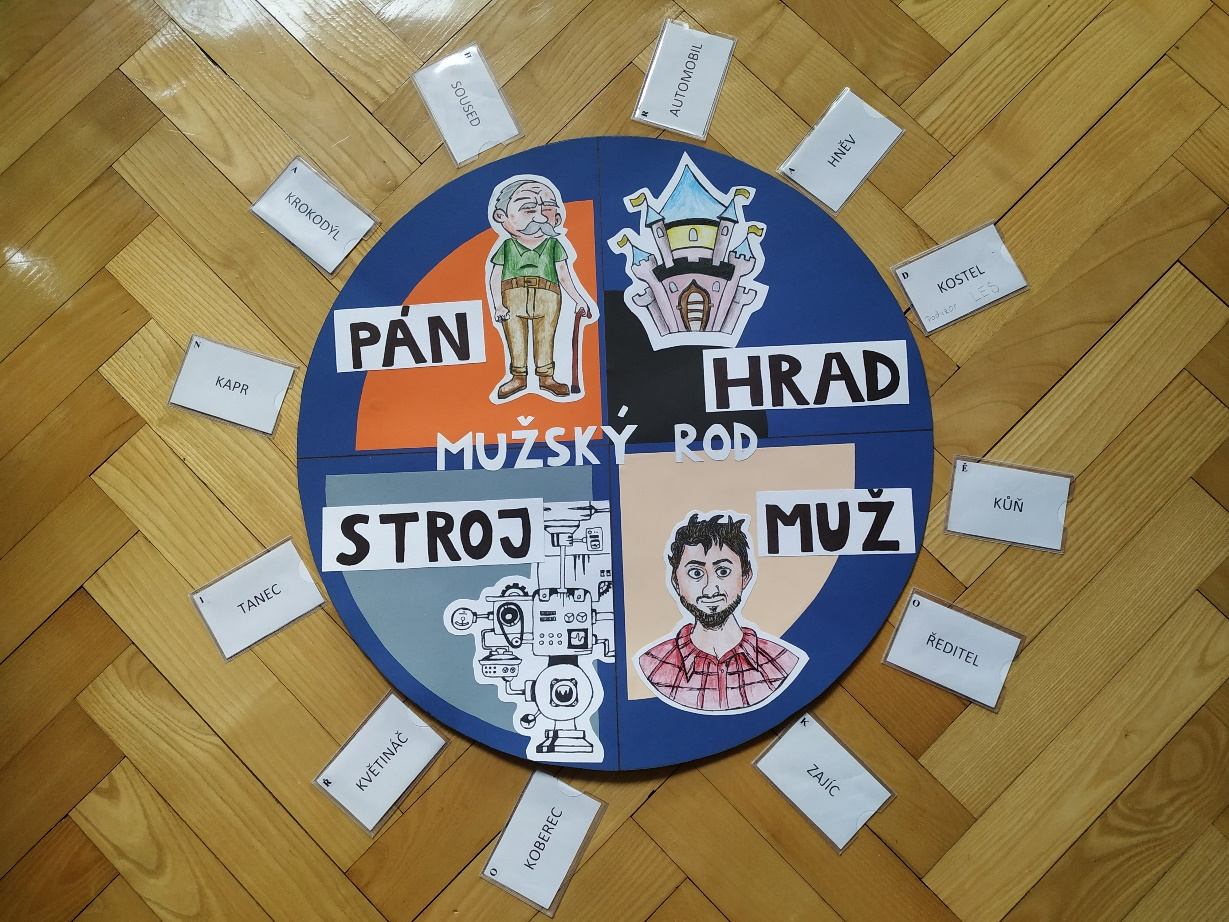 PÁN
HRAD
MUŽSKÝ ROD
STROJ
MUŽ
R
AUTOMOBIL
A
HNĚV
D
KOSTEL
LES
Ě
KŮŇ
O
ŘEDITEL
K
ZAJÍC
O
KOBEREC
Ř
KVĚTINÁČ
I
TANEC
N
KAPR
A
KROKODÝL
SOUSED